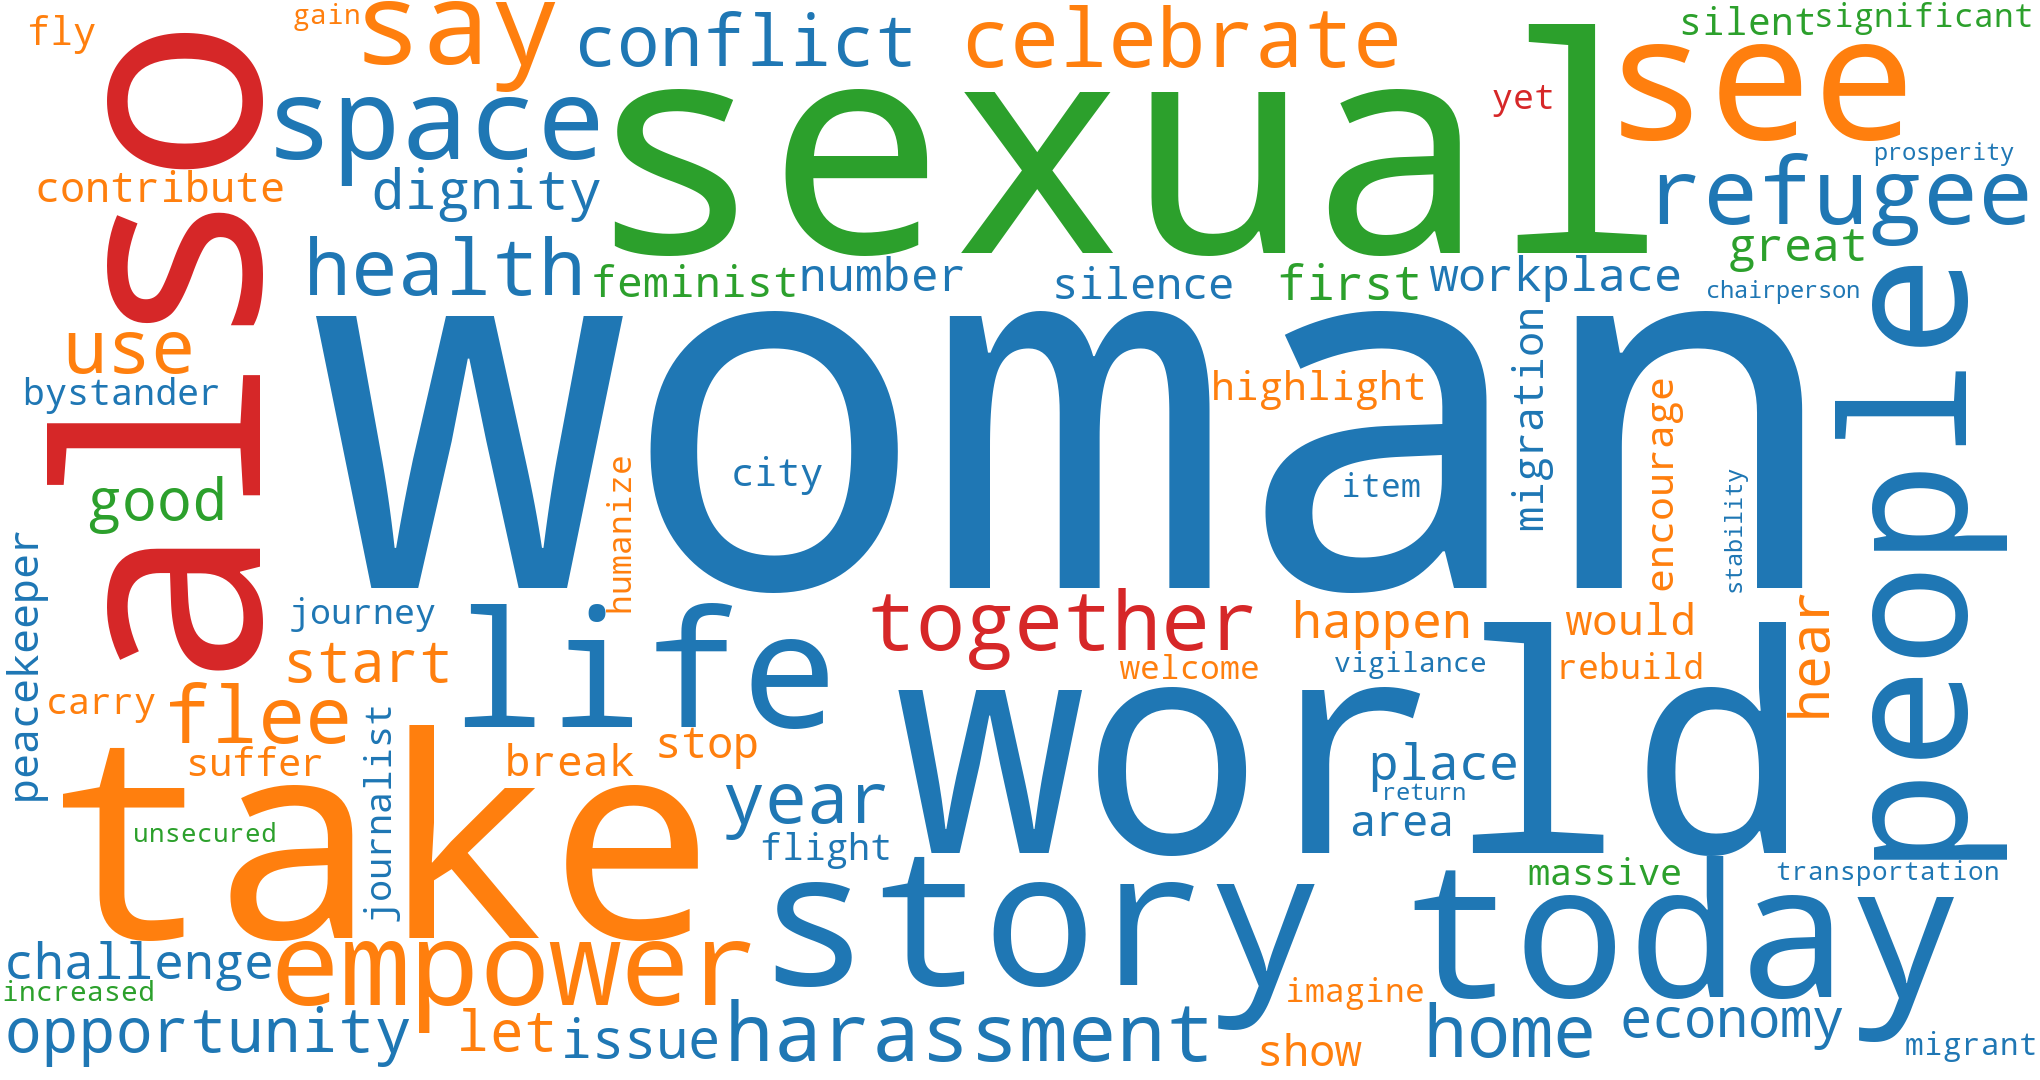 fly
gain
say
conflict
celebrate
silent
significant
see
also
space
sexual
yet
prosperity
contribute
dignity
refugee
great
health
feminist
number
silence
first
workplace
chairperson
use
bystander
woman
highlight
migration
encourage
people
city
item
humanize
stability
good
peacekeeper
journey
life
together
happen
would
hear
start
welcome
vigilance
rebuild
carry
flee
world
suffer
journalist
break
stop
place
take
year
return
area
unsecured
flight
story
massive
transportation
today
challenge
empower
increased
imagine
opportunity
let
issue
harassment
show
home
economy
migrant